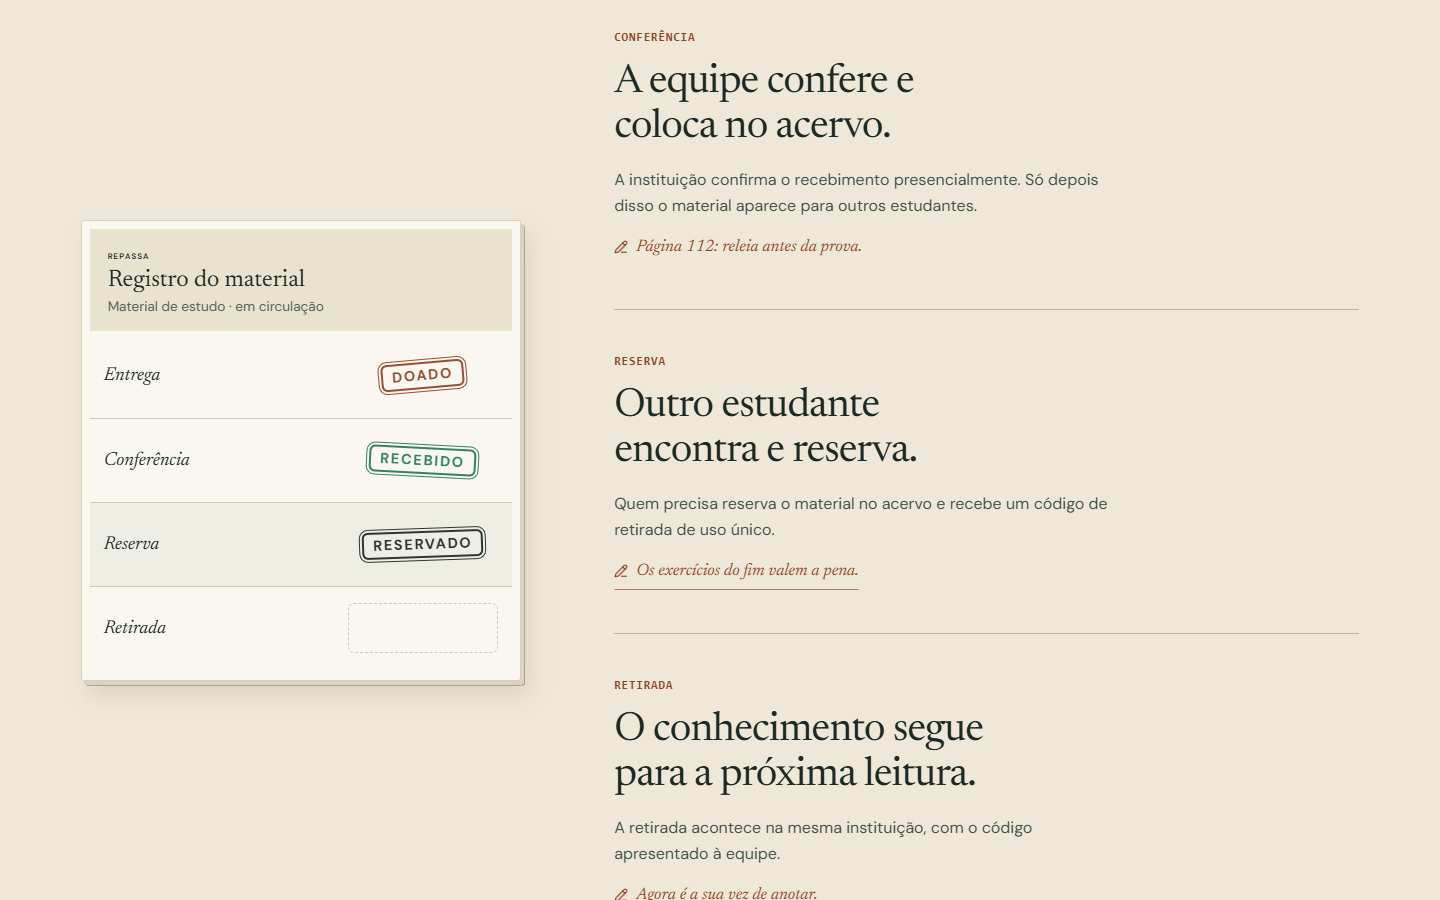 REPASSA
Registro do material
Material de estudo · em circulação
Entrega
DOADO
Conferência
RECEBIDO
Reserva
RESERVADO
Retirada
CONFERÊNCIA
A equipe confere e
coloca no acervo.
A instituição confirma o recebimento presencialmente. Só depois
disso o material aparece para outros estudantes.
Página 112: releia antes da prova.
RESERVA
Outro estudante
encontra e reserva.
Quem precisa reserva o material no acervo e recebe um código de
retirada de uso único.
Os exercícios do fim valem a pena.
RETIRADA
O conhecimento segue
para a próxima leitura.
A retirada acontece na mesma instituição, com o código
apresentado à equipe.
Agora é a sua vez de anotar.